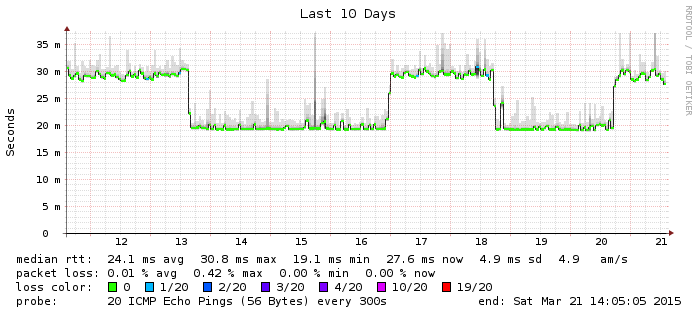 Last 10 Days
RRDTOOL / TOBI OETIKER
Seconds
35 m
30 m
25 m
20 m
15 m
10 m
5 m
0
12 13 14 15 16 17 18 19 20 21
median rtt: 24.1 ms avg 30.8 ms max 19.1 ms min 27.6 ms now 4.9 ms sd 4.9 am/s
packet loss: 0.01 % avg 0.42 % max 0.00 % min 0.00 % now
loss color: 0 1/20 2/20 3/20 4/20 10/20 19/20
probe: 20 ICMP Echo Pings (56 Bytes) every 300s end: Sat Mar 21 14:05:05 2015